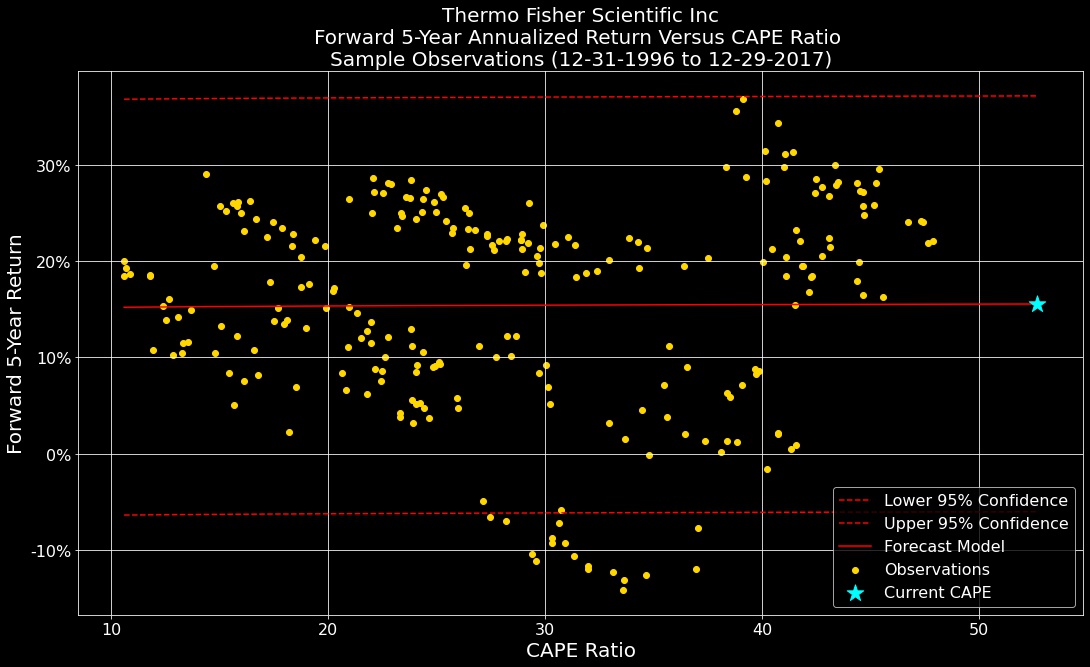 Thermo Fisher Scientific Inc
Forward 5-Year Annualized Return Versus CAPE Ratio
Sample Observations (12-31-1996 to 12-29-2017)
Forward 5-Year Return
30%
20%
10%
0%
-10%
Lower 95% Confidence
Upper 95% Confidence
Forecast Model
Observations
Current CAPE
10
20
30
40
50
CAPE Ratio